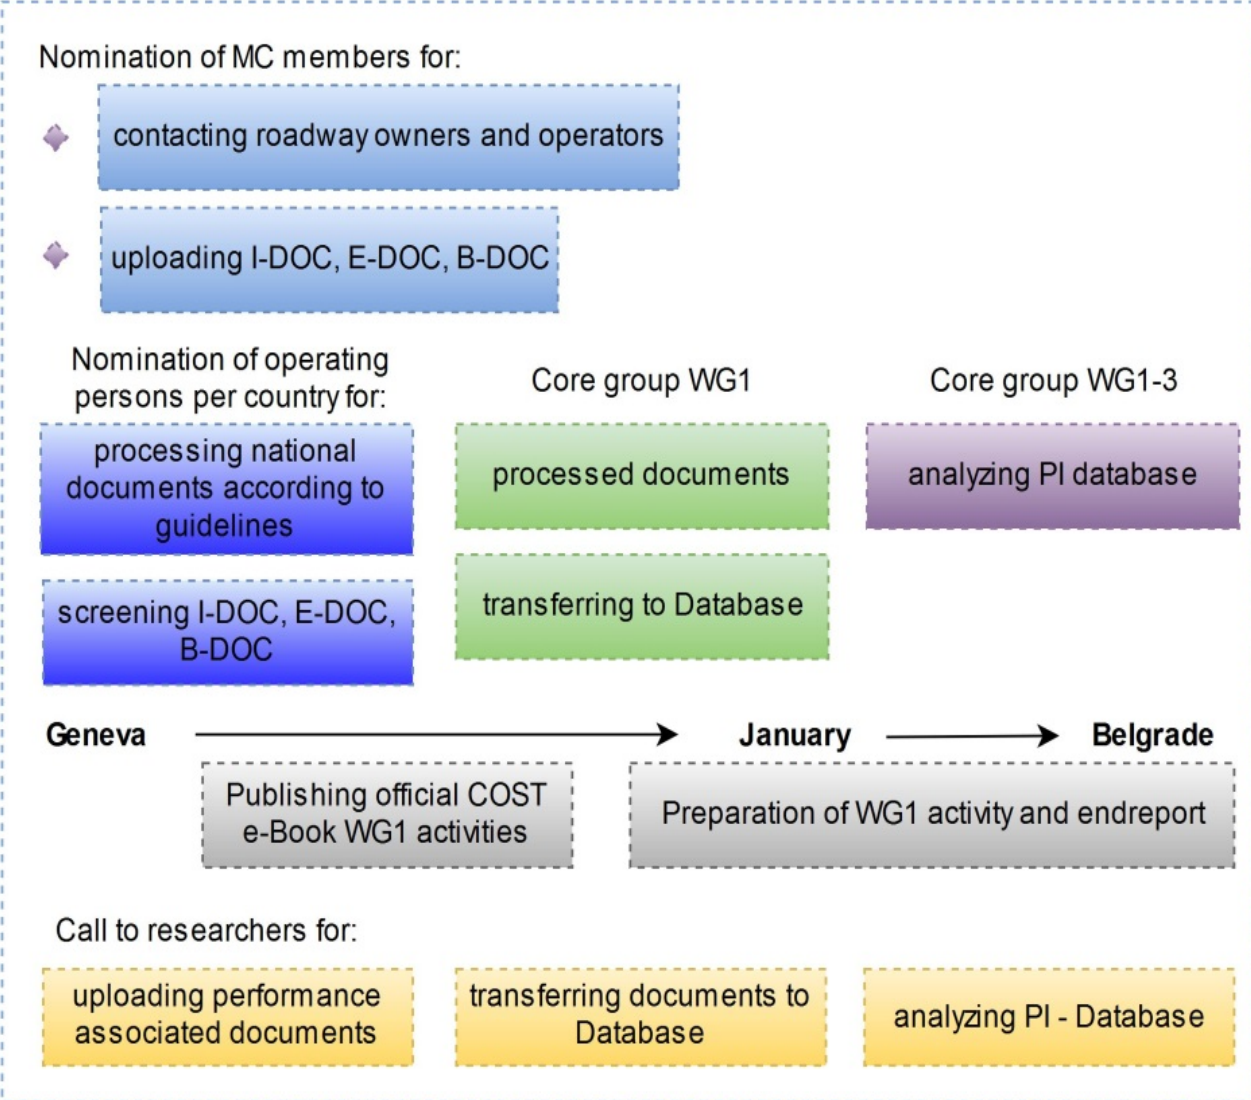 Nomination of MC members for:
contacting roadway owners and operators
uploading I-DOC, E-DOC, B-DOC
Nomination of operating
persons per country for:
processing national
documents according to
guidelines
screening I-DOC, E-DOC,
B-DOC
Core group WG1
processed documents
transferring to Database
Core group WG1-3
analyzing PI database
Geneva
January
Belgrade
Publishing official COST
e-Book WG1 activities
Preparation of WG1 activity and endreport
Call to researchers for:
uploading performance
associated documents
transferring documents to
Database
analyzing PI - Database